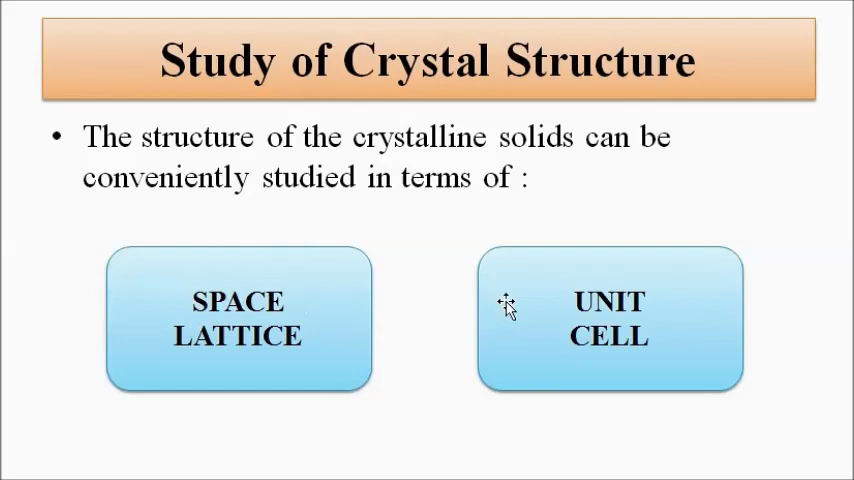 Study of Crystal Structure
• The structure of the crystalline solids can be
conveniently studied in terms of :
SPACE
LATTICE
UNIT
CELL